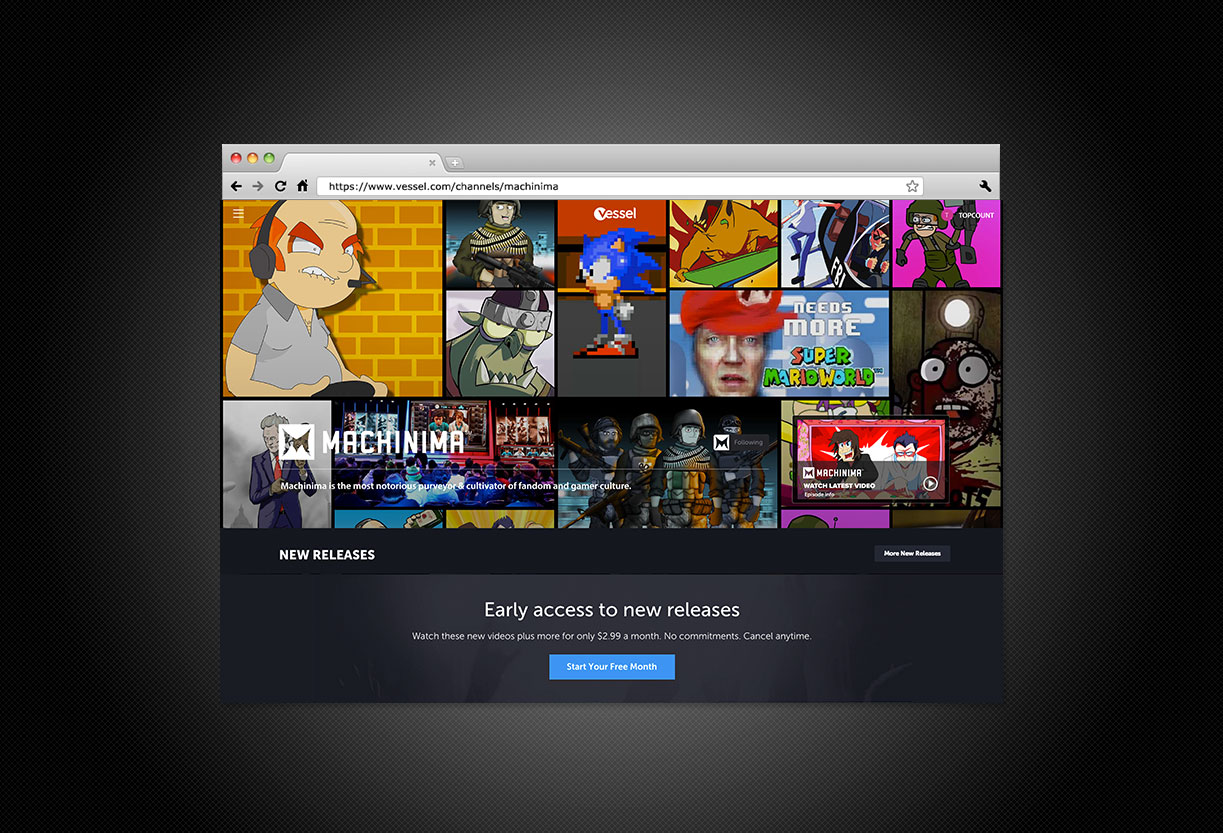 https://www.vessel.com/channels/machinima
vessel
T TOPCOUNT
FBI
NEEDS
MORE
SUPER
MARIO WORLD™
MACHINIMA
Following
Machinima is the most notorious purveyor & cultivator of fandom and gamer culture.
MACHINIMA
WATCH LATEST VIDEO
Episode info
NEW RELEASES
More New Releases
Early access to new releases
Watch these new videos plus more for only $2.99 a month. No commitments. Cancel anytime.
Start Your Free Month